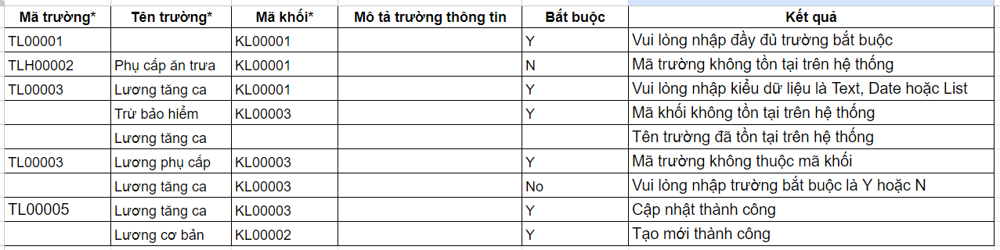 Mã trường* Tên trường* Mã khối* Mô tả trường thông tin Bắt buộc Kết quả
TL00001 KL00001 Y Vui lòng nhập đầy đủ trường bắt buộc
TLH00002 Phụ cấp ăn trưa KL00001 N Mã trường không tồn tại trên hệ thống
TL00003 Lương tăng ca KL00001 Y Vui lòng nhập kiểu dữ liệu là Text, Date hoặc List
Trừ bảo hiểm KL00003 Y Mã khối không tồn tại trên hệ thống
Lương tăng ca Tên trường đã tồn tại trên hệ thống
TL00003 Lương phụ cấp KL00003 Y Mã trường không thuộc mã khối
Lương tăng ca KL00003 No Vui lòng nhập trường bắt buộc là Y hoặc N
TL00005 Lương tăng ca KL00003 Y Cập nhật thành công
Lương cơ bản KL00002 Y Tạo mới thành công